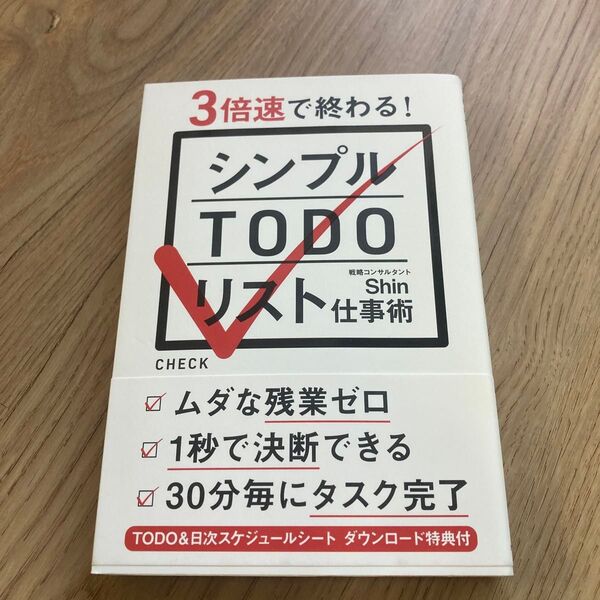 3倍速で終わる!
シンプル
TODO
リスト仕事術
戦略コンサルタント
Shin
CHECK
ムダな残業ゼロ
1秒で決断できる
30分毎にタスク完了
TODO&日次スケジュールシート ダウンロード特典付